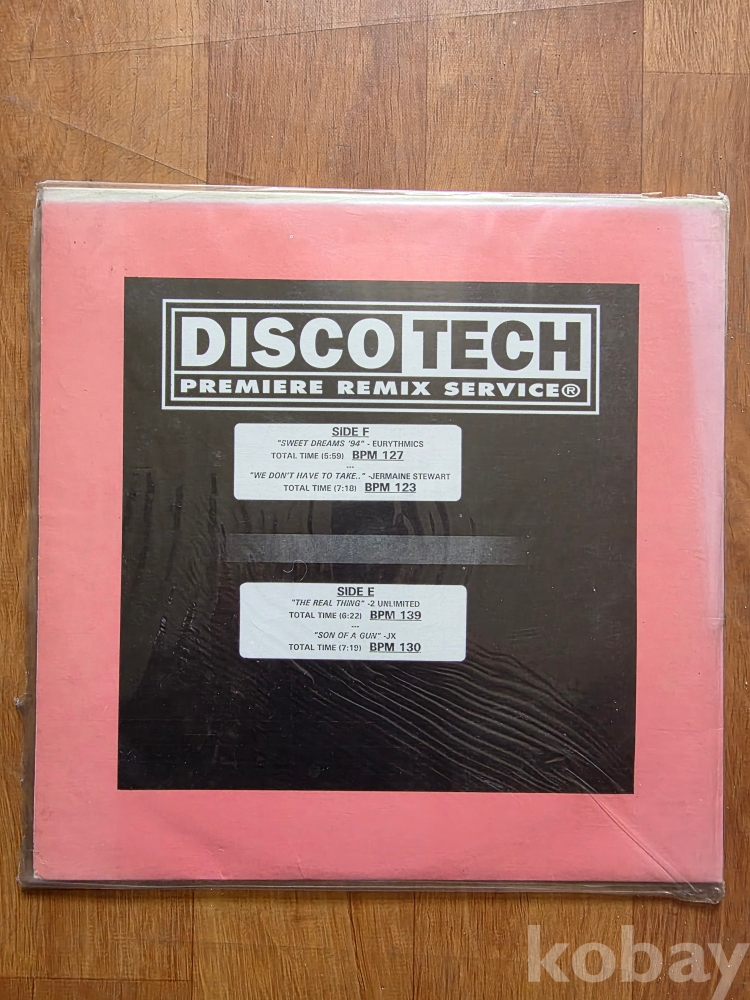 DISCO TECH
PREMIERE REMIX SERVICE®
SIDE F
"SWEET DREAMS '94" - EURYTHMICS
TOTAL TIME (5:59) BPM 127
---
"WE DON'T HAVE TO TAKE.." -JERMAINE STEWART
TOTAL TIME (7:18) BPM 123
SIDE E
"THE REAL THING" -2 UNLIMITED
TOTAL TIME (6:22) BPM 139
---
"SON OF A GUN" -JX
TOTAL TIME (7:19) BPM 130
kobay